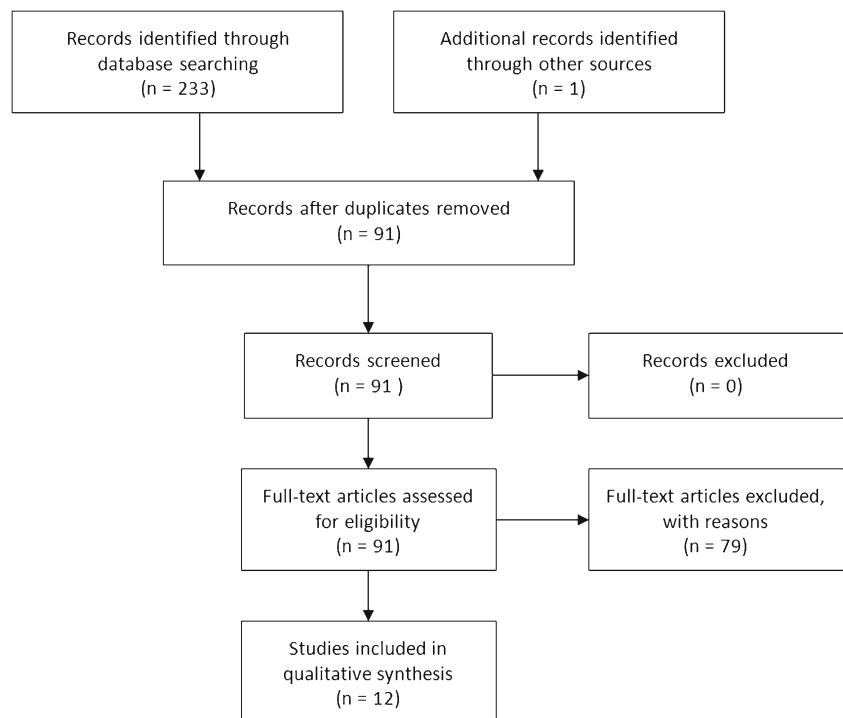 Records identified through
database searching
(n = 233)
Additional records identified
through other sources
(n = 1)
Records after duplicates removed
(n = 91)
Records screened
(n = 91 )
Records excluded
(n = 0)
Full-text articles assessed
for eligibility
(n = 91)
Full-text articles excluded,
with reasons
(n = 79)
Studies included in
qualitative synthesis
(n = 12)